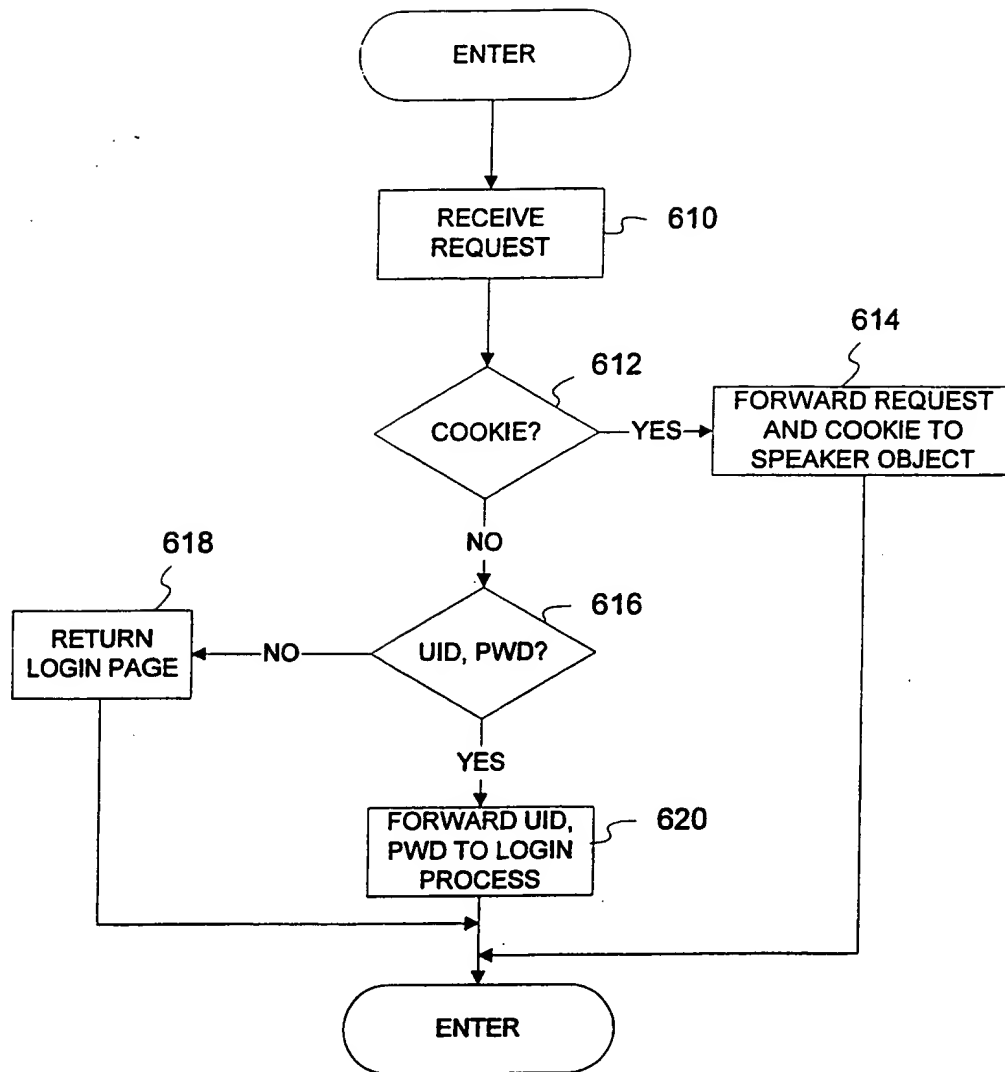 ENTER
RECEIVE
REQUEST
610
612
COOKIE?
YES
614
FORWARD REQUEST
AND COOKIE TO
SPEAKER OBJECT
NO
618
RETURN
LOGIN PAGE
NO
616
UID, PWD?
YES
FORWARD UID,
PWD TO LOGIN
PROCESS
620
ENTER